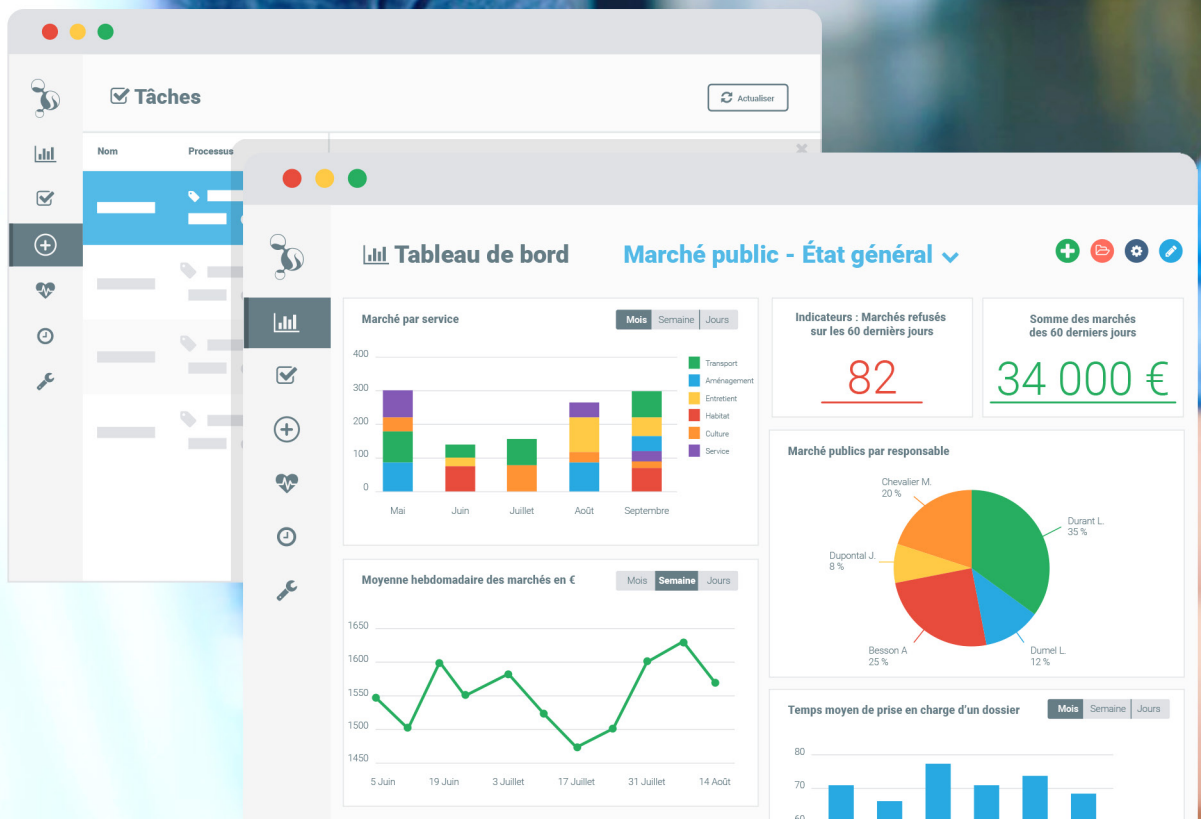 Tâches
Actualiser
Nom
Processus
Tableau de bord
Marché public - État général
Marché par service
Mois
Semaine
Jours
400
300
200
100
0
Mai
Juin
Juillet
Août
Septembre
Transport
Aménagement
Entretient
Habitat
Culture
Service
Indicateurs : Marchés refusés
sur les 60 dernièrs jours
82
Somme des marchés
des 60 derniers jours
34 000 €
Marché publics par responsable
Chevalier M.
20 %
Durant L.
35 %
Dupontal J.
8 %
Besson A
25 %
Dumel L.
12 %
Moyenne hebdomadaire des marchés en €
Mois
Semaine
Jours
1650
1600
1550
1500
1450
5 Juin
19 Juin
3 Juillet
17 Juillet
31 Juillet
14 Août
Temps moyen de prise en charge d'un dossier
Mois
Semaine
Jours
80
70
60